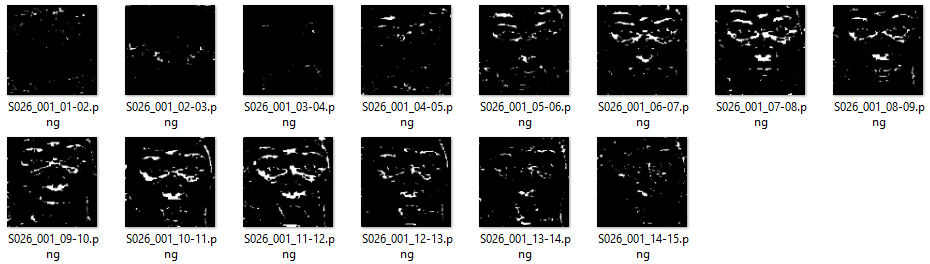 S026_001_01-02.p
ng
S026_001_02-03.p
ng
S026_001_03-04.p
ng
S026_001_04-05.p
ng
S026_001_05-06.p
ng
S026_001_06-07.p
ng
S026_001_07-08.p
ng
S026_001_08-09.p
ng
S026_001_09-10.p
ng
S026_001_10-11.p
ng
S026_001_11-12.p
ng
S026_001_12-13.p
ng
S026_001_13-14.p
ng
S026_001_14-15.p
ng